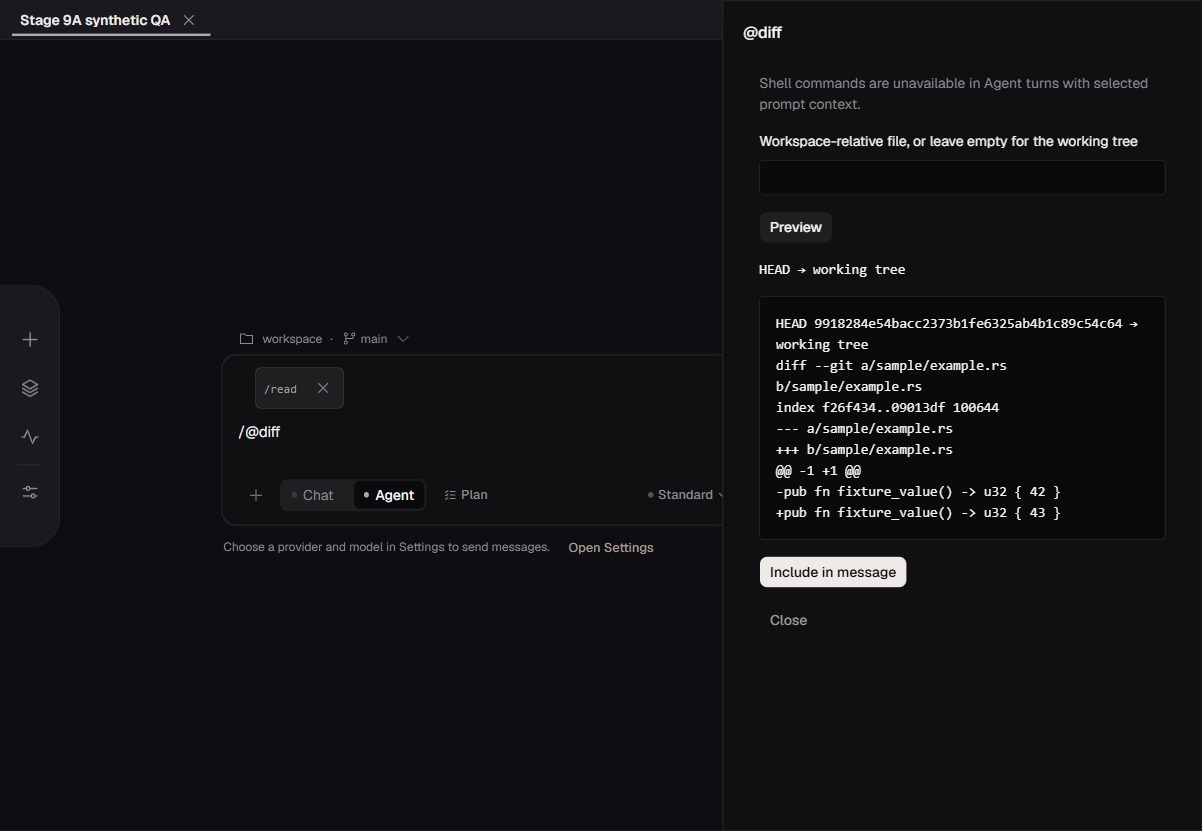 Stage 9A synthetic QA
@diff
Shell commands are unavailable in Agent turns with selected
prompt context.
Workspace-relative file, or leave empty for the working tree
Preview
HEAD → working tree
HEAD 9918284e54bacc2373b1fe6325ab4b1c89c54c64 →
working tree
diff --git a/sample/example.rs
b/sample/example.rs
index f26f434..09013df 100644
--- a/sample/example.rs
+++ b/sample/example.rs
@@ -1 +1 @@
-pub fn fixture_value() -> u32 { 42 }
+pub fn fixture_value() -> u32 { 43 }
Include in message
Close
workspace · main
/read
/@diff
Chat Agent Plan Standard
Choose a provider and model in Settings to send messages. Open Settings